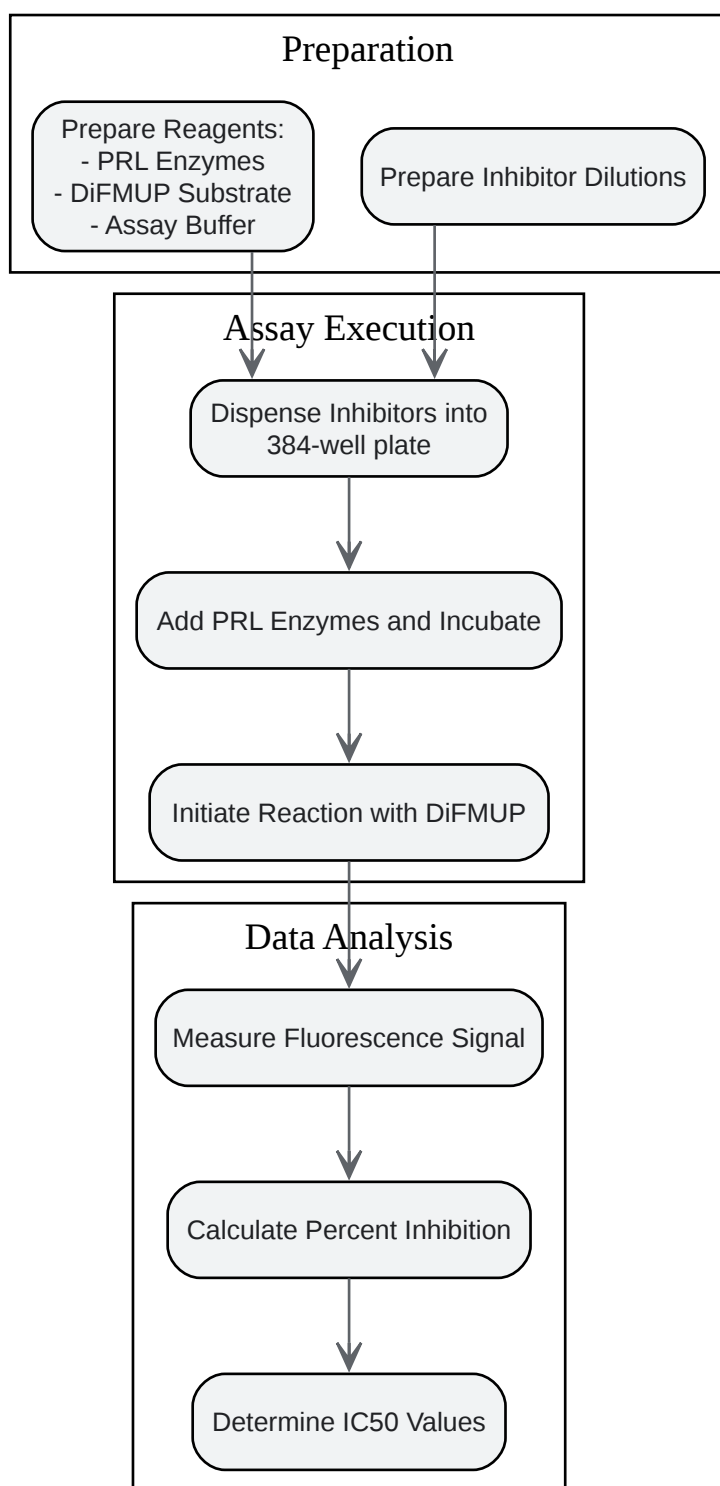 Preparation
Prepare Reagents:
- PRL Enzymes
- DiFMUP Substrate
- Assay Buffer
Prepare Inhibitor Dilutions
Assay Execution
Dispense Inhibitors into
384-well plate
Add PRL Enzymes and Incubate
Initiate Reaction with DiFMUP
Data Analysis
Measure Fluorescence Signal
Calculate Percent Inhibition
Determine IC50 Values